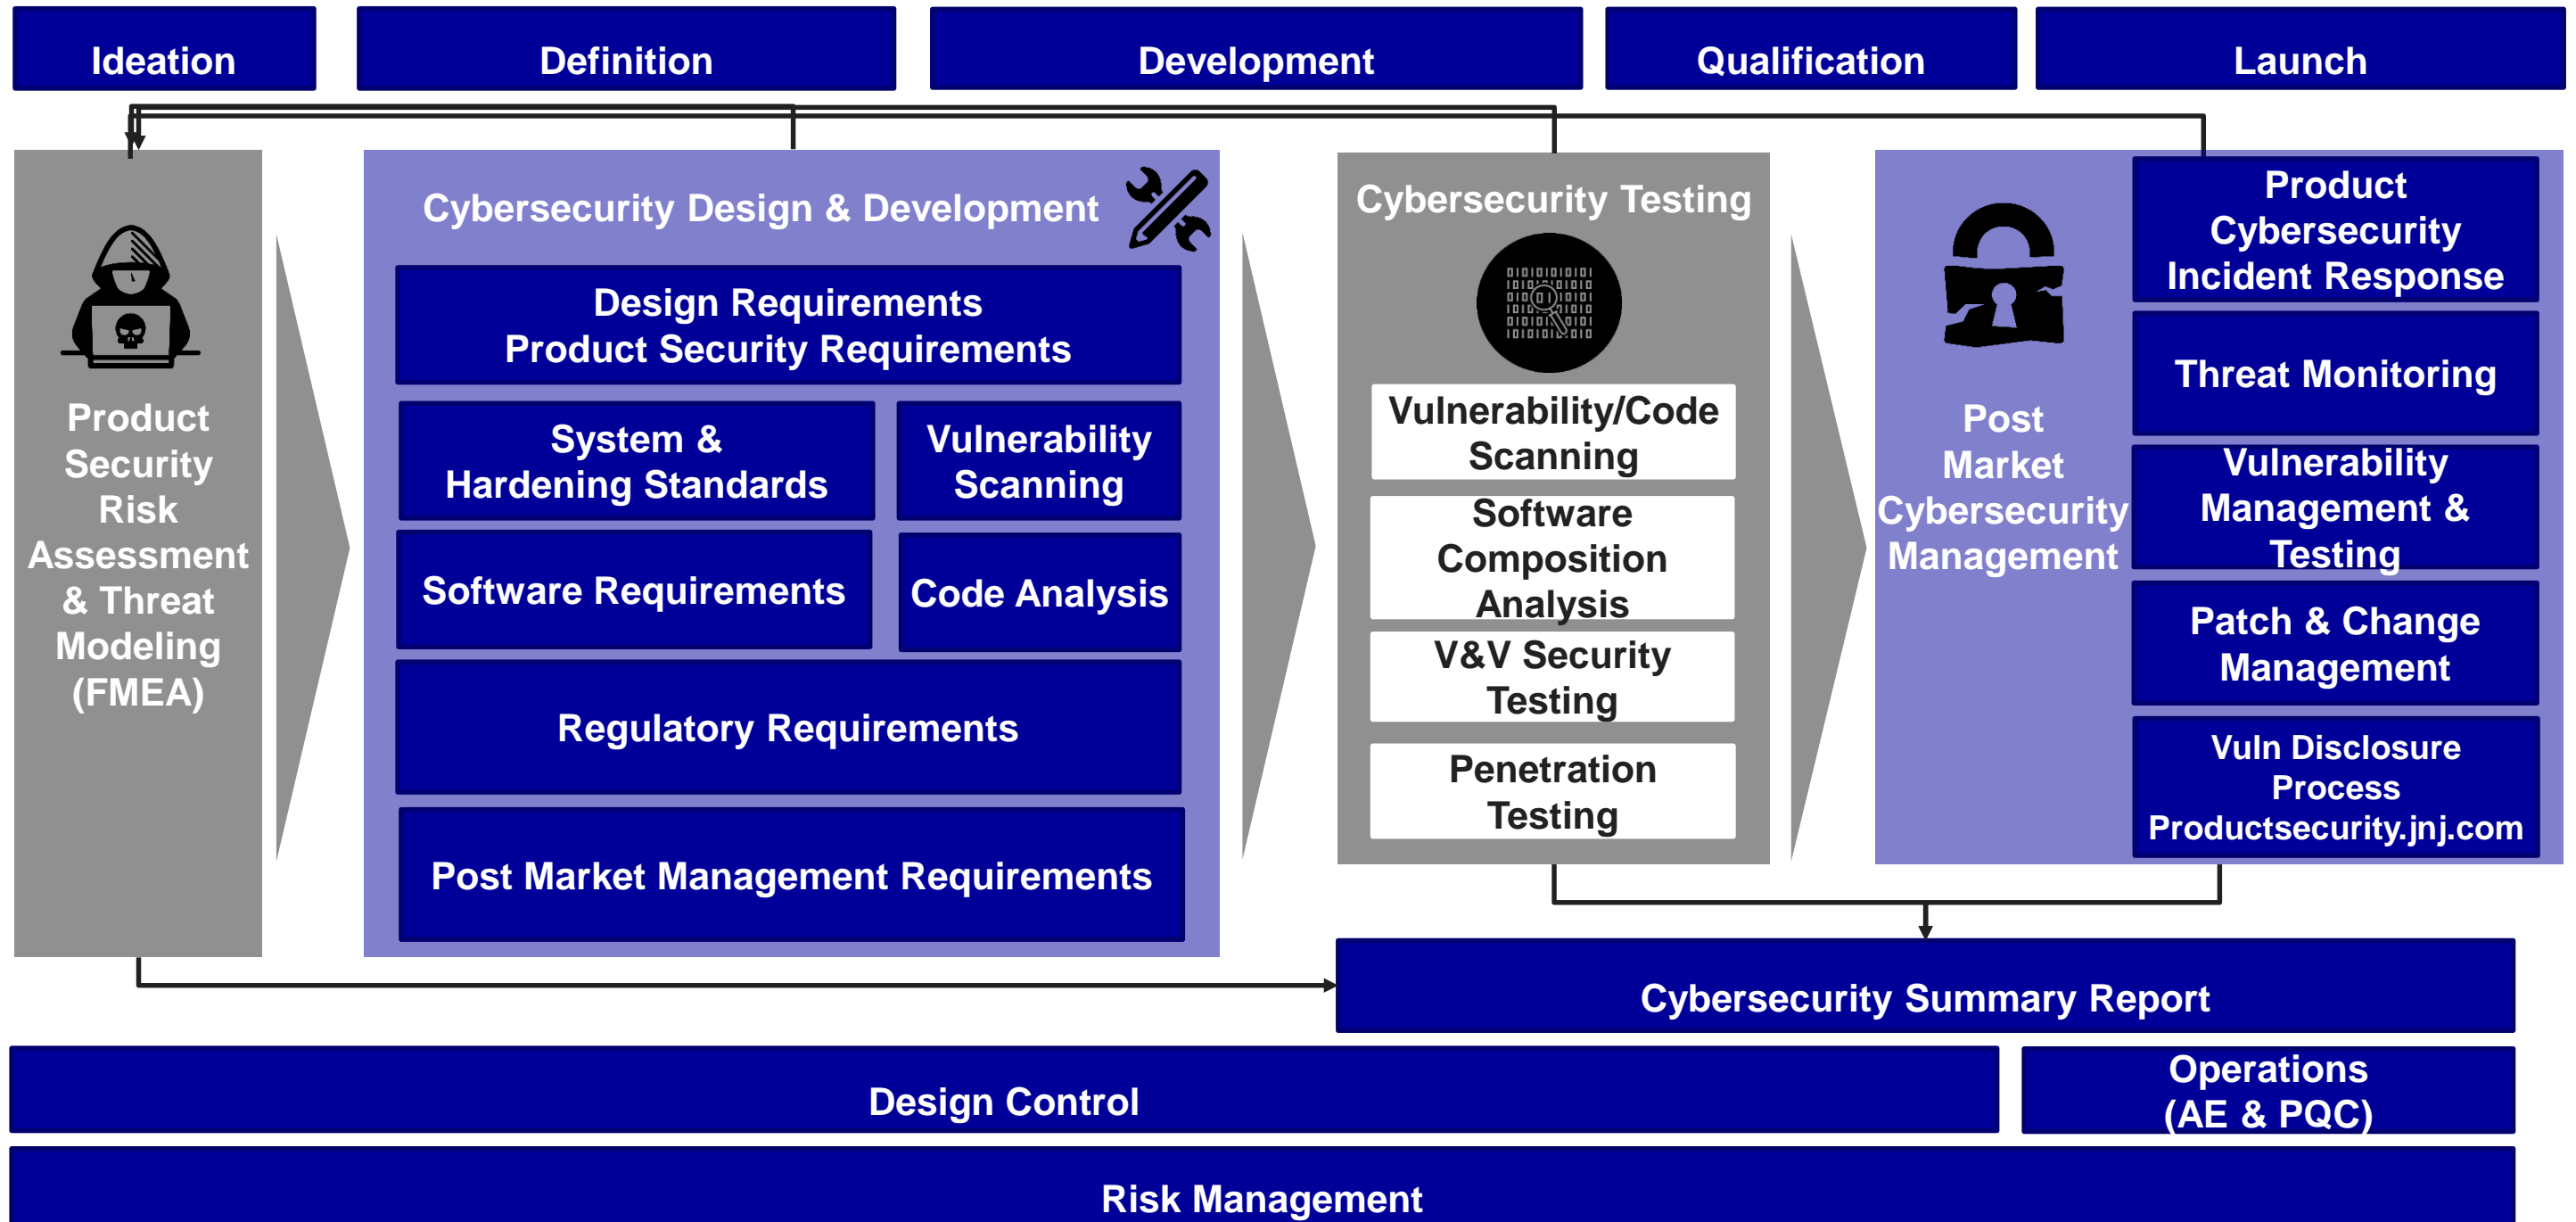 Ideation
Definition
Development
Qualification
Launch
Product
Security
Risk
Assessment
& Threat
Modeling
(FMEA)
Cybersecurity Design & Development
Design Requirements
Product Security Requirements
System &
Hardening Standards
Vulnerability
Scanning
Software Requirements
Code Analysis
Regulatory Requirements
Post Market Management Requirements
Cybersecurity Testing
Vulnerability/Code
Scanning
Software
Composition
Analysis
V&V Security
Testing
Penetration
Testing
Post
Market
Cybersecurity
Management
Product
Cybersecurity
Incident Response
Threat Monitoring
Vulnerability
Management &
Testing
Patch & Change
Management
Vuln Disclosure
Process
Productsecurity.jnj.com
Cybersecurity Summary Report
Design Control
Operations
(AE & PQC)
Risk Management